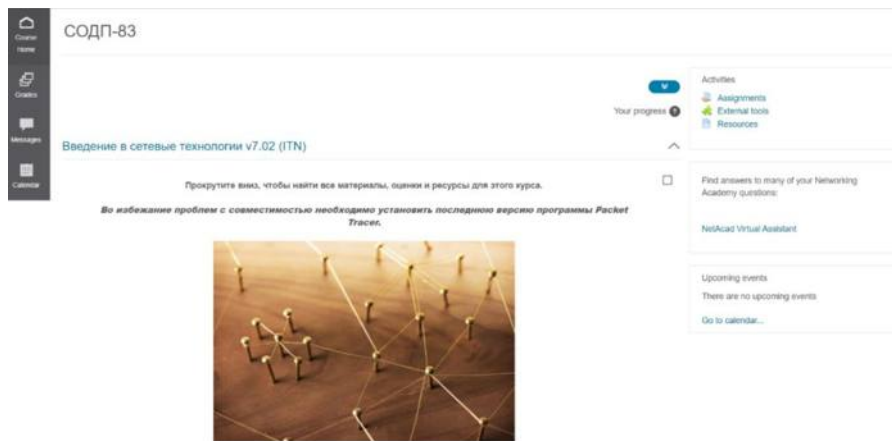 СОДП-83
Course
Home
Grades
Messages
Calendar
Your progress
Введение в сетевые технологии v7.02 (ITN)
Прокрутите вниз, чтобы найти все материалы, оценки и ресурсы для этого курса.
Во избежание проблем с совместимостью необходимо установить последнюю версию программы Packet
Tracer.
Activities
Assignments
External tools
Resources
Find answers to many of your Networking
Academy questions:
NetAcad Virtual Assistant
Upcoming events
There are no upcoming events
Go to calendar...